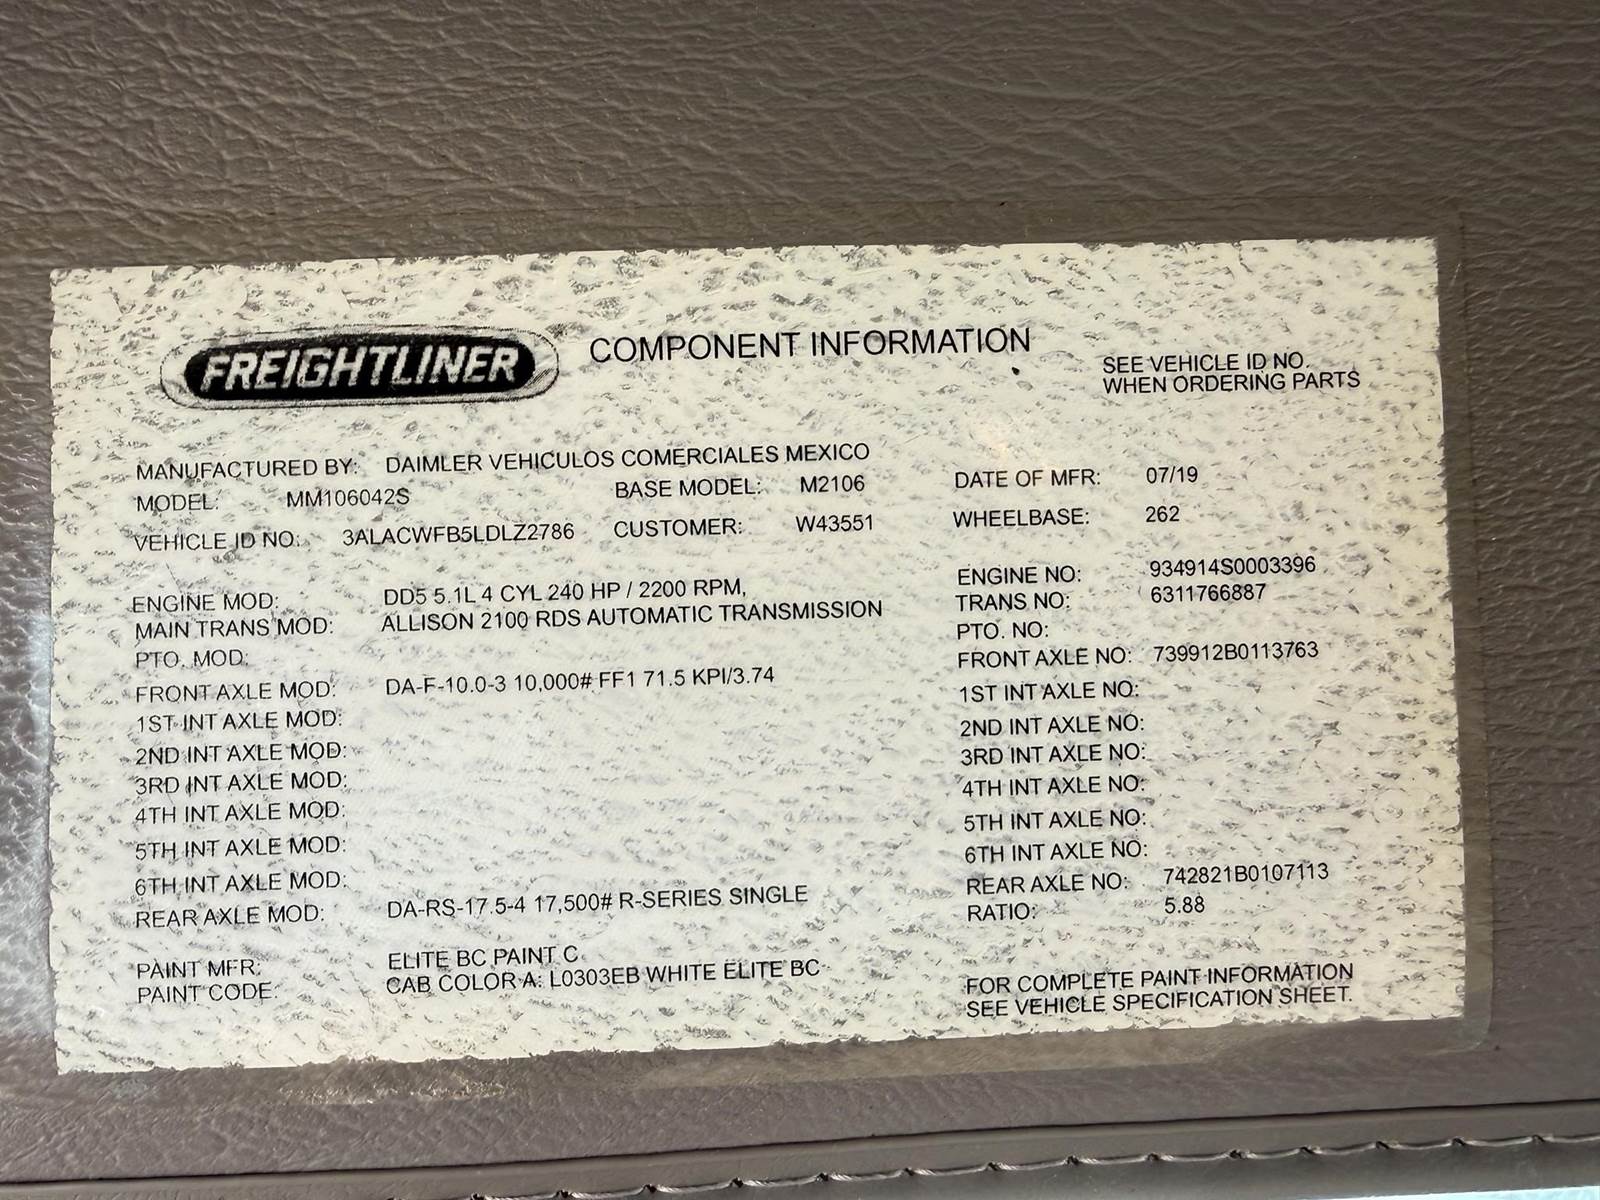 FREIGHTLINER COMPONENT INFORMATION
SEE VEHICLE ID NO.
WHEN ORDERING PARTS
MANUFACTURED BY: DAIMLER VEHICULOS COMERCIALES MEXICO
MODEL: MM106042S BASE MODEL: M2106 DATE OF MFR: 07/19
VEHICLE ID NO: 3ALACWFB5LDLZ2786 CUSTOMER: W43551 WHEELBASE: 262
ENGINE MOD: DD5 5.1L 4 CYL 240 HP / 2200 RPM, ENGINE NO: 934914S0003396
MAIN TRANS MOD: ALLISON 2100 RDS AUTOMATIC TRANSMISSION TRANS NO: 6311766887
PTO. MOD: PTO. NO:
FRONT AXLE MOD: DA-F-10.0-3 10,000# FF1 71.5 KPI/3.74 FRONT AXLE NO: 739912B0113763
1ST INT AXLE MOD: 1ST INT AXLE NO:
2ND INT AXLE MOD: 2ND INT AXLE NO:
3RD INT AXLE MOD: 3RD INT AXLE NO:
4TH INT AXLE MOD: 4TH INT AXLE NO:
5TH INT AXLE MOD: 5TH INT AXLE NO:
6TH INT AXLE MOD: 6TH INT AXLE NO:
REAR AXLE MOD: DA-RS-17.5-4 17,500# R-SERIES SINGLE REAR AXLE NO: 742821B0107113
RATIO: 5.88
PAINT MFR: ELITE BC PAINT C
PAINT CODE: CAB COLOR A: L0303EB WHITE ELITE BC
FOR COMPLETE PAINT INFORMATION
SEE VEHICLE SPECIFICATION SHEET.